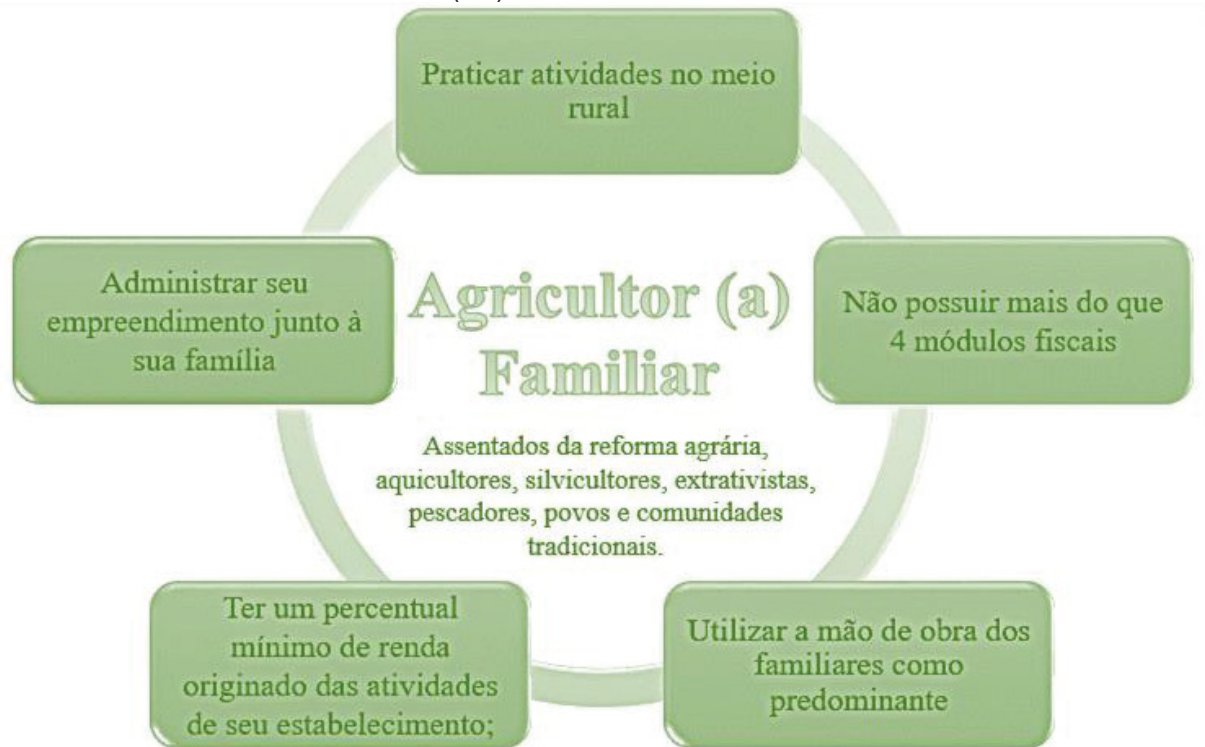 Praticar atividades no meio
rural
Administrar seu
empreendimento junto à
sua família
Agricultor (a)
Familiar
Não possuir mais do que
4 módulos fiscais
Assentados da reforma agrária,
aquicultores, silvicultores, extrativistas,
pescadores, povos e comunidades
tradicionais.
Ter um percentual
mínimo de renda
originado das atividades
de seu estabelecimento;
Utilizar a mão de obra dos
familiares como
predominante